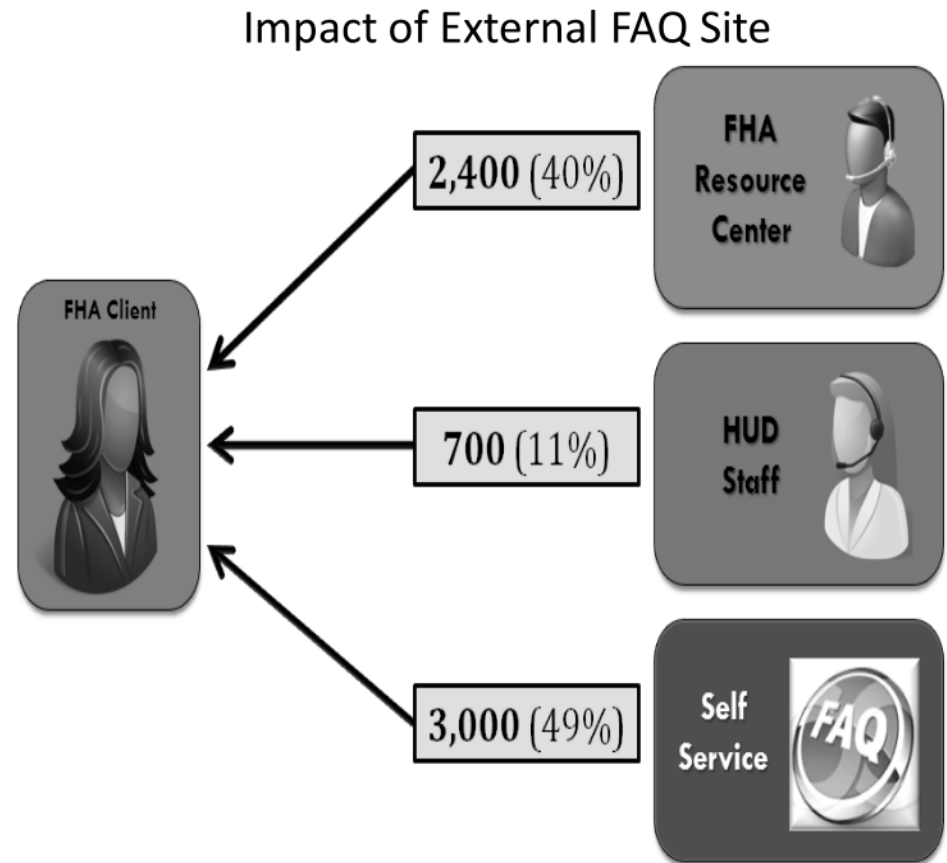 Impact of External FAQ Site
FHA Client
2,400 (40%)
FHA
Resource
Center
700 (11%)
HUD
Staff
3,000 (49%)
Self
Service
FAQ